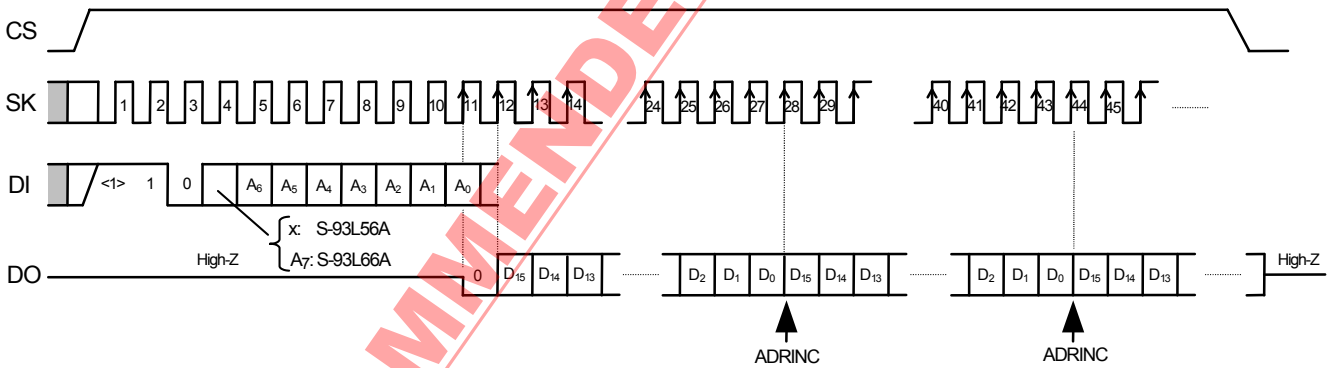 CS
SK 1 2 3 4 5 6 7 8 9 10 11 12 13 14 24 25 26 27 28 29 40 41 42 43 44 45
DI <1> 1 0 A6 A5 A4 A3 A2 A1 A0
x: S-93L56A
A7: S-93L66A
High-Z
High-Z
DO 0 D15 D14 D13 D2 D1 D0 D15 D14 D13 D2 D1 D0 D15 D14 D13
ADRINC ADRINC
MMENDE